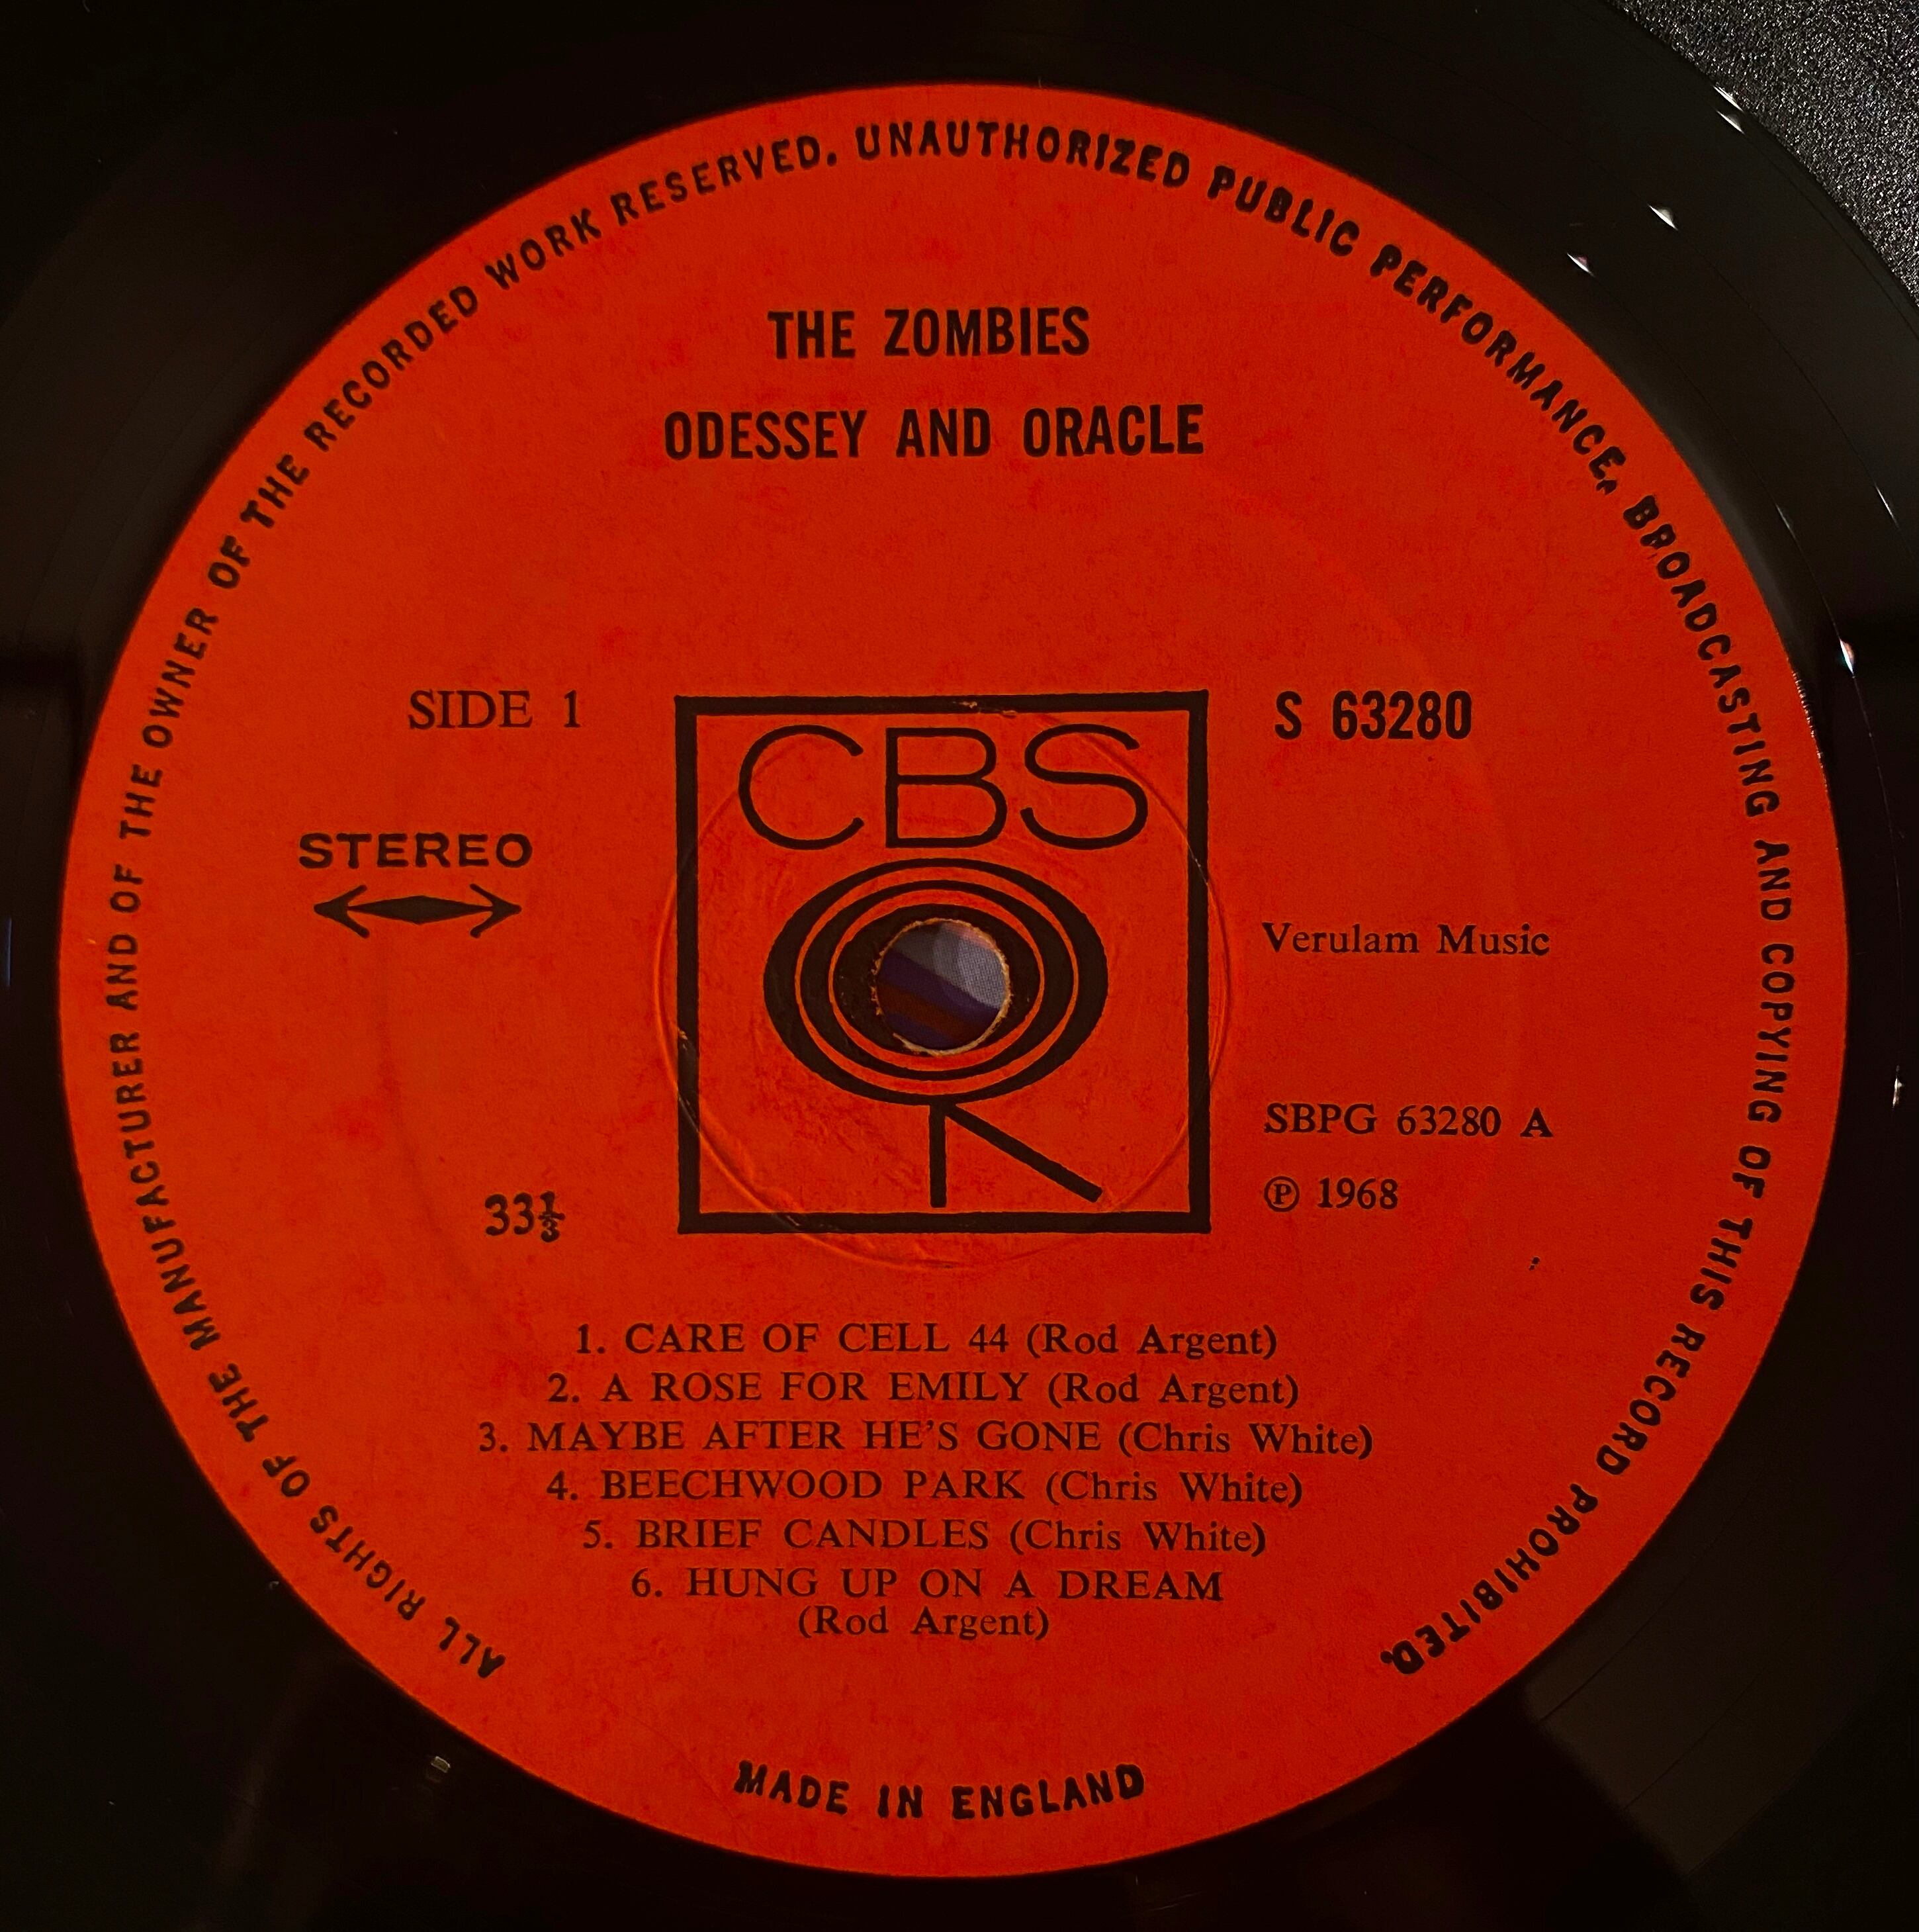 ALL RIGHTS OF THE MANUFACTURER AND OF THE OWNER OF THE RECORDED WORK RESERVED. UNAUTHORIZED PUBLIC PERFORMANCE, BROADCASTING AND COPYING OF THIS RECORD PROHIBITED.
THE ZOMBIES
ODESSEY AND ORACLE
SIDE 1
CBS
S 63280
STEREO
Verulam Music
SBPG 63280 A
℗ 1968
33⅓
1. CARE OF CELL 44 (Rod Argent)
2. A ROSE FOR EMILY (Rod Argent)
3. MAYBE AFTER HE'S GONE (Chris White)
4. BEECHWOOD PARK (Chris White)
5. BRIEF CANDLES (Chris White)
6. HUNG UP ON A DREAM
(Rod Argent)
MADE IN ENGLAND